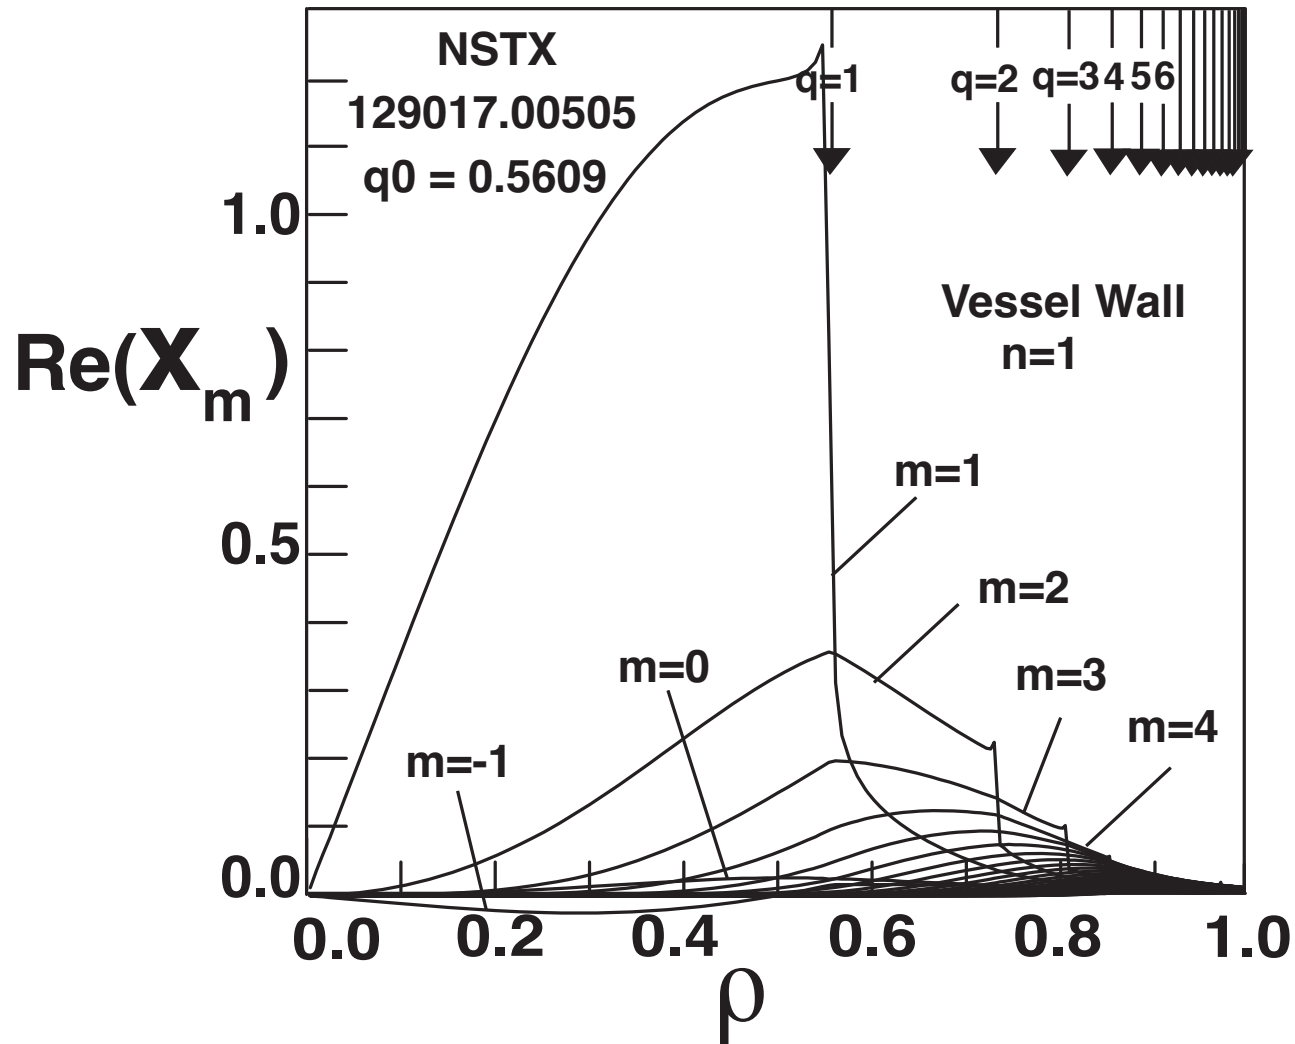 NSTX
129017.00505
q0 = 0.5609
q=1
q=2
q=3
4
5
6
Vessel Wall
n=1
1.0
0.5
0.0
Re(Xₘ)
m=1
m=2
m=3
m=4
m=0
m=-1
0.0
0.2
0.4
0.6
0.8
1.0
ρ